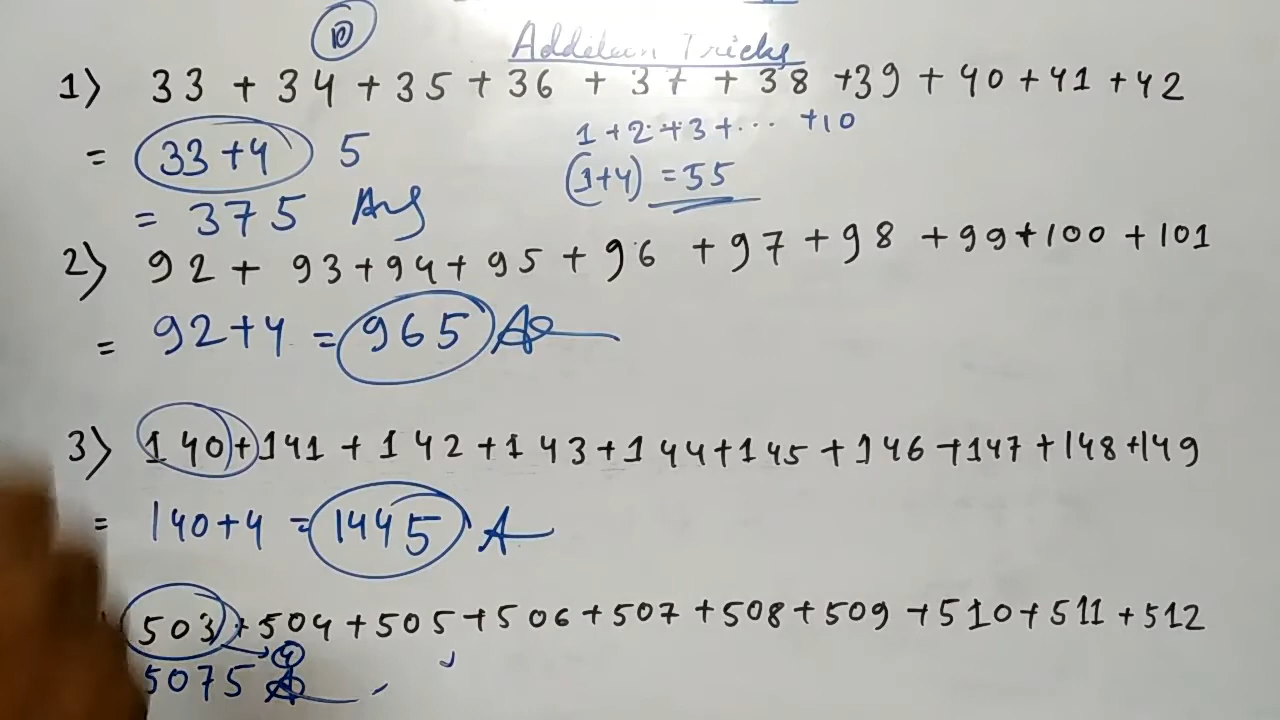 10
Addition Tricks
1) 33 + 34 + 35 + 36 + 37 + 38 + 39 + 40 + 41 + 42
1 + 2 + 3 + ... + 10
= 33 + 4 5
(1+4) = 55
= 375 Ans
2) 92 + 93 + 94 + 95 + 96 + 97 + 98 + 99 + 100 + 101
= 92 + 4 = 965 A
3) 140 + 141 + 142 + 143 + 144 + 145 + 146 + 147 + 148 + 149
= 140 + 4 = 1445 A
503 + 504 + 505 + 506 + 507 + 508 + 509 + 510 + 511 + 512
4
5075 A